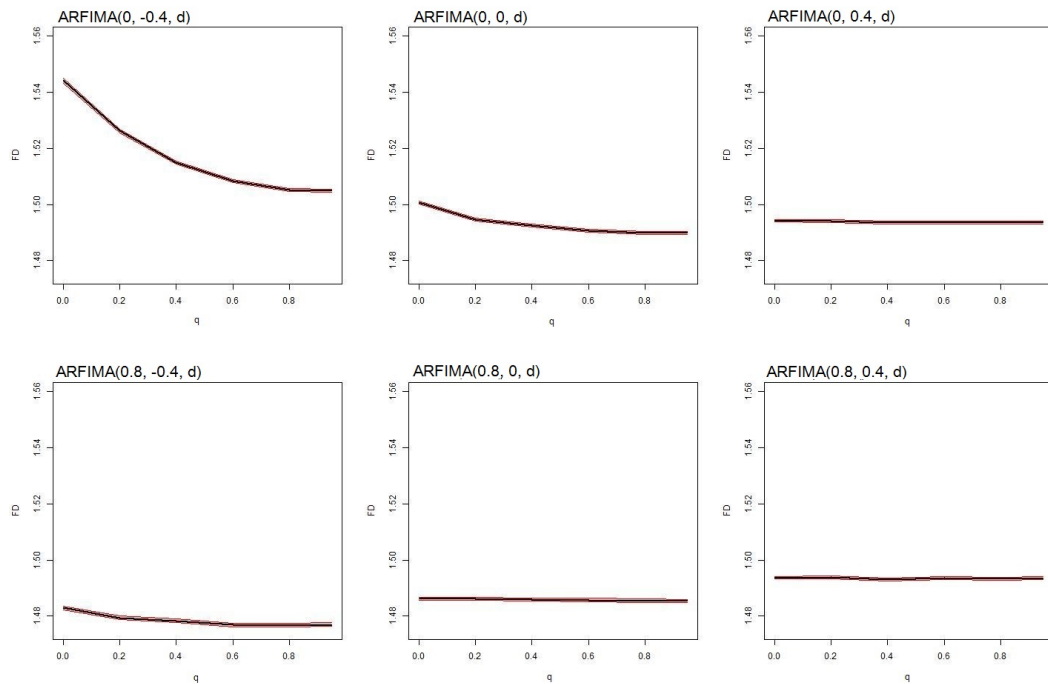 ARFIMA(0, -0.4, d)
1.56
1.54
1.52
1.50
1.48
FD
0.0 0.2 0.4 0.6 0.8
q
ARFIMA(0, 0, d)
1.56
1.54
1.52
1.50
1.48
FD
0.0 0.2 0.4 0.6 0.8
q
ARFIMA(0, 0.4, d)
1.56
1.54
1.52
1.50
1.48
FD
0.0 0.2 0.4 0.6 0.8
q
ARFIMA(0.8, -0.4, d)
1.56
1.54
1.52
1.50
1.48
FD
0.0 0.2 0.4 0.6 0.8
q
ARFIMA(0.8, 0, d)
1.56
1.54
1.52
1.50
1.48
FD
0.0 0.2 0.4 0.6 0.8
q
ARFIMA(0.8, 0.4, d)
1.56
1.54
1.52
1.50
1.48
FD
0.0 0.2 0.4 0.6 0.8
q